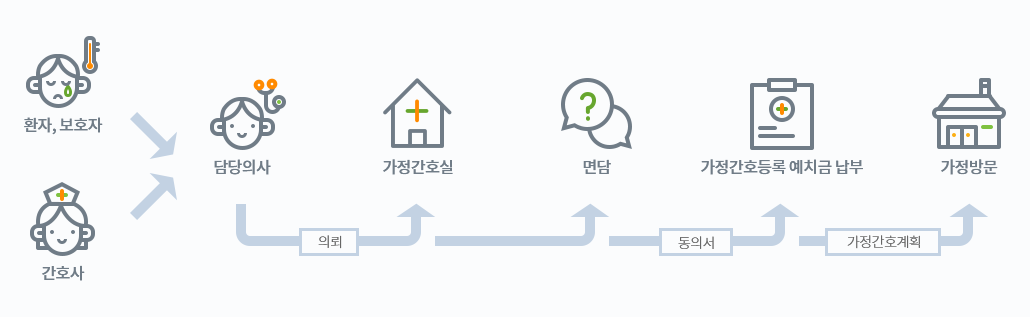 환자, 보호자
간호사
담당의사
가정간호실
면담
가정간호등록 예치금 납부
가정방문
의뢰
동의서
가정간호계획